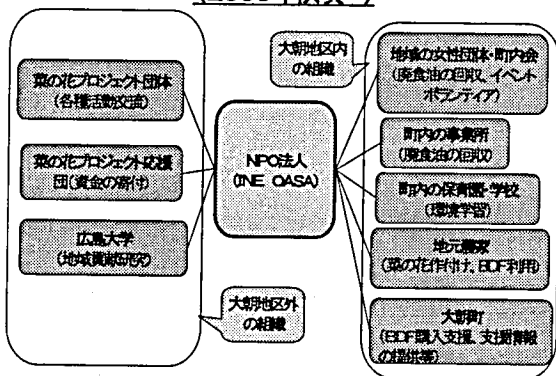 菜の花プロジェクト団体
(各種活動交流)
菜の花プロジェクト応援
団(資金の寄付)
広島大学
(地域貢献研究)
大朝地区外
の組織
NPO法人
(INE OASA)
大朝地区内
の組織
地域の女性団体・町内会
(廃食油の回収、イベント
ボランティア)
町内の事業所
(廃食油の回収)
町内の保育園・学校
(環境学習)
地元農家
(菜の花作付け、BDF利用)
大朝町
(BDF購入支援、支援情報
の提供等)